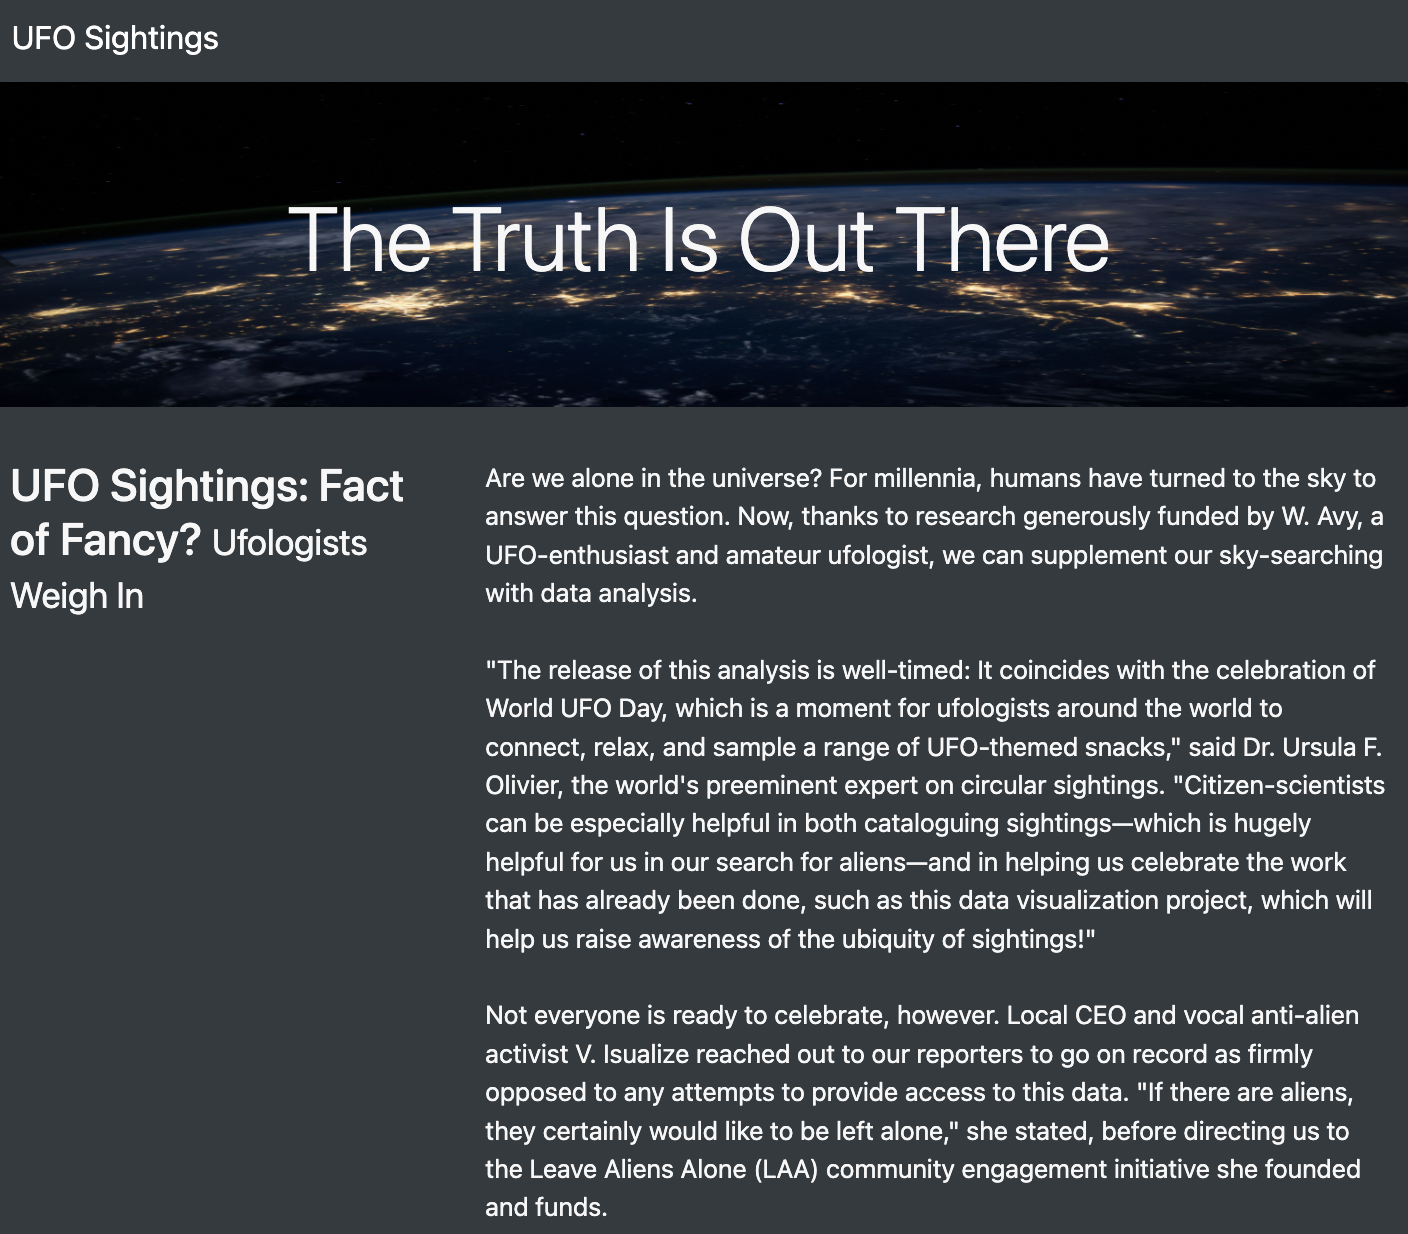 UFO Sightings
The Truth Is Out There
UFO Sightings: Fact
of Fancy? Ufologists
Weigh In
Are we alone in the universe? For millennia, humans have turned to the sky to
answer this question. Now, thanks to research generously funded by W. Avy, a
UFO-enthusiast and amateur ufologist, we can supplement our sky-searching
with data analysis.
"The release of this analysis is well-timed: It coincides with the celebration of
World UFO Day, which is a moment for ufologists around the world to
connect, relax, and sample a range of UFO-themed snacks," said Dr. Ursula F.
Olivier, the world's preeminent expert on circular sightings. "Citizen-scientists
can be especially helpful in both cataloguing sightings—which is hugely
helpful for us in our search for aliens—and in helping us celebrate the work
that has already been done, such as this data visualization project, which will
help us raise awareness of the ubiquity of sightings!"
Not everyone is ready to celebrate, however. Local CEO and vocal anti-alien
activist V. Isualize reached out to our reporters to go on record as firmly
opposed to any attempts to provide access to this data. "If there are aliens,
they certainly would like to be left alone," she stated, before directing us to
the Leave Aliens Alone (LAA) community engagement initiative she founded
and funds.